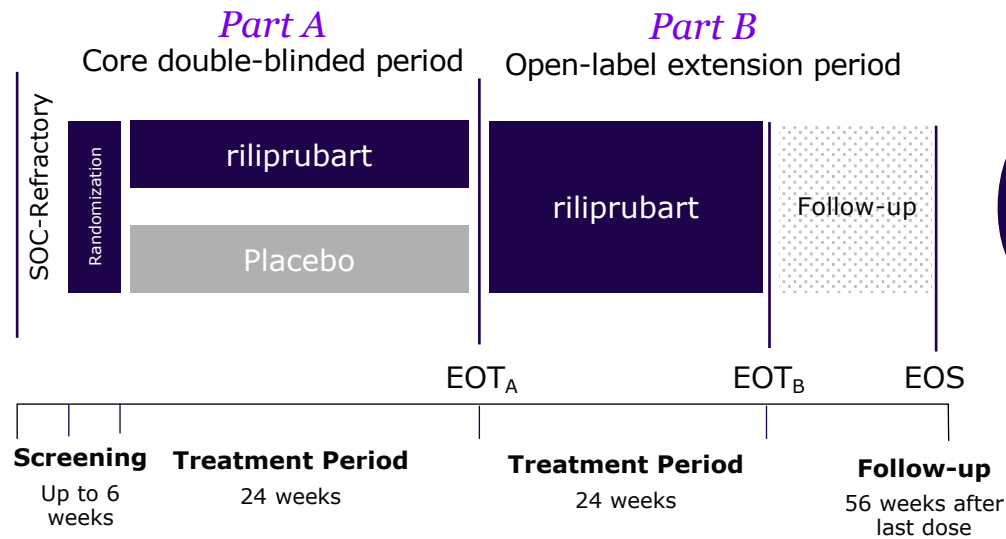 Part A
Core double-blinded period
Part B
Open-label extension period
SOC-Refractory
Randomization
riliprubart
Placebo
riliprubart
Follow-up
EOT_A
EOT_B
EOS
Screening
Up to 6
weeks
Treatment Period
24 weeks
Treatment Period
24 weeks
Follow-up
56 weeks after
last dose